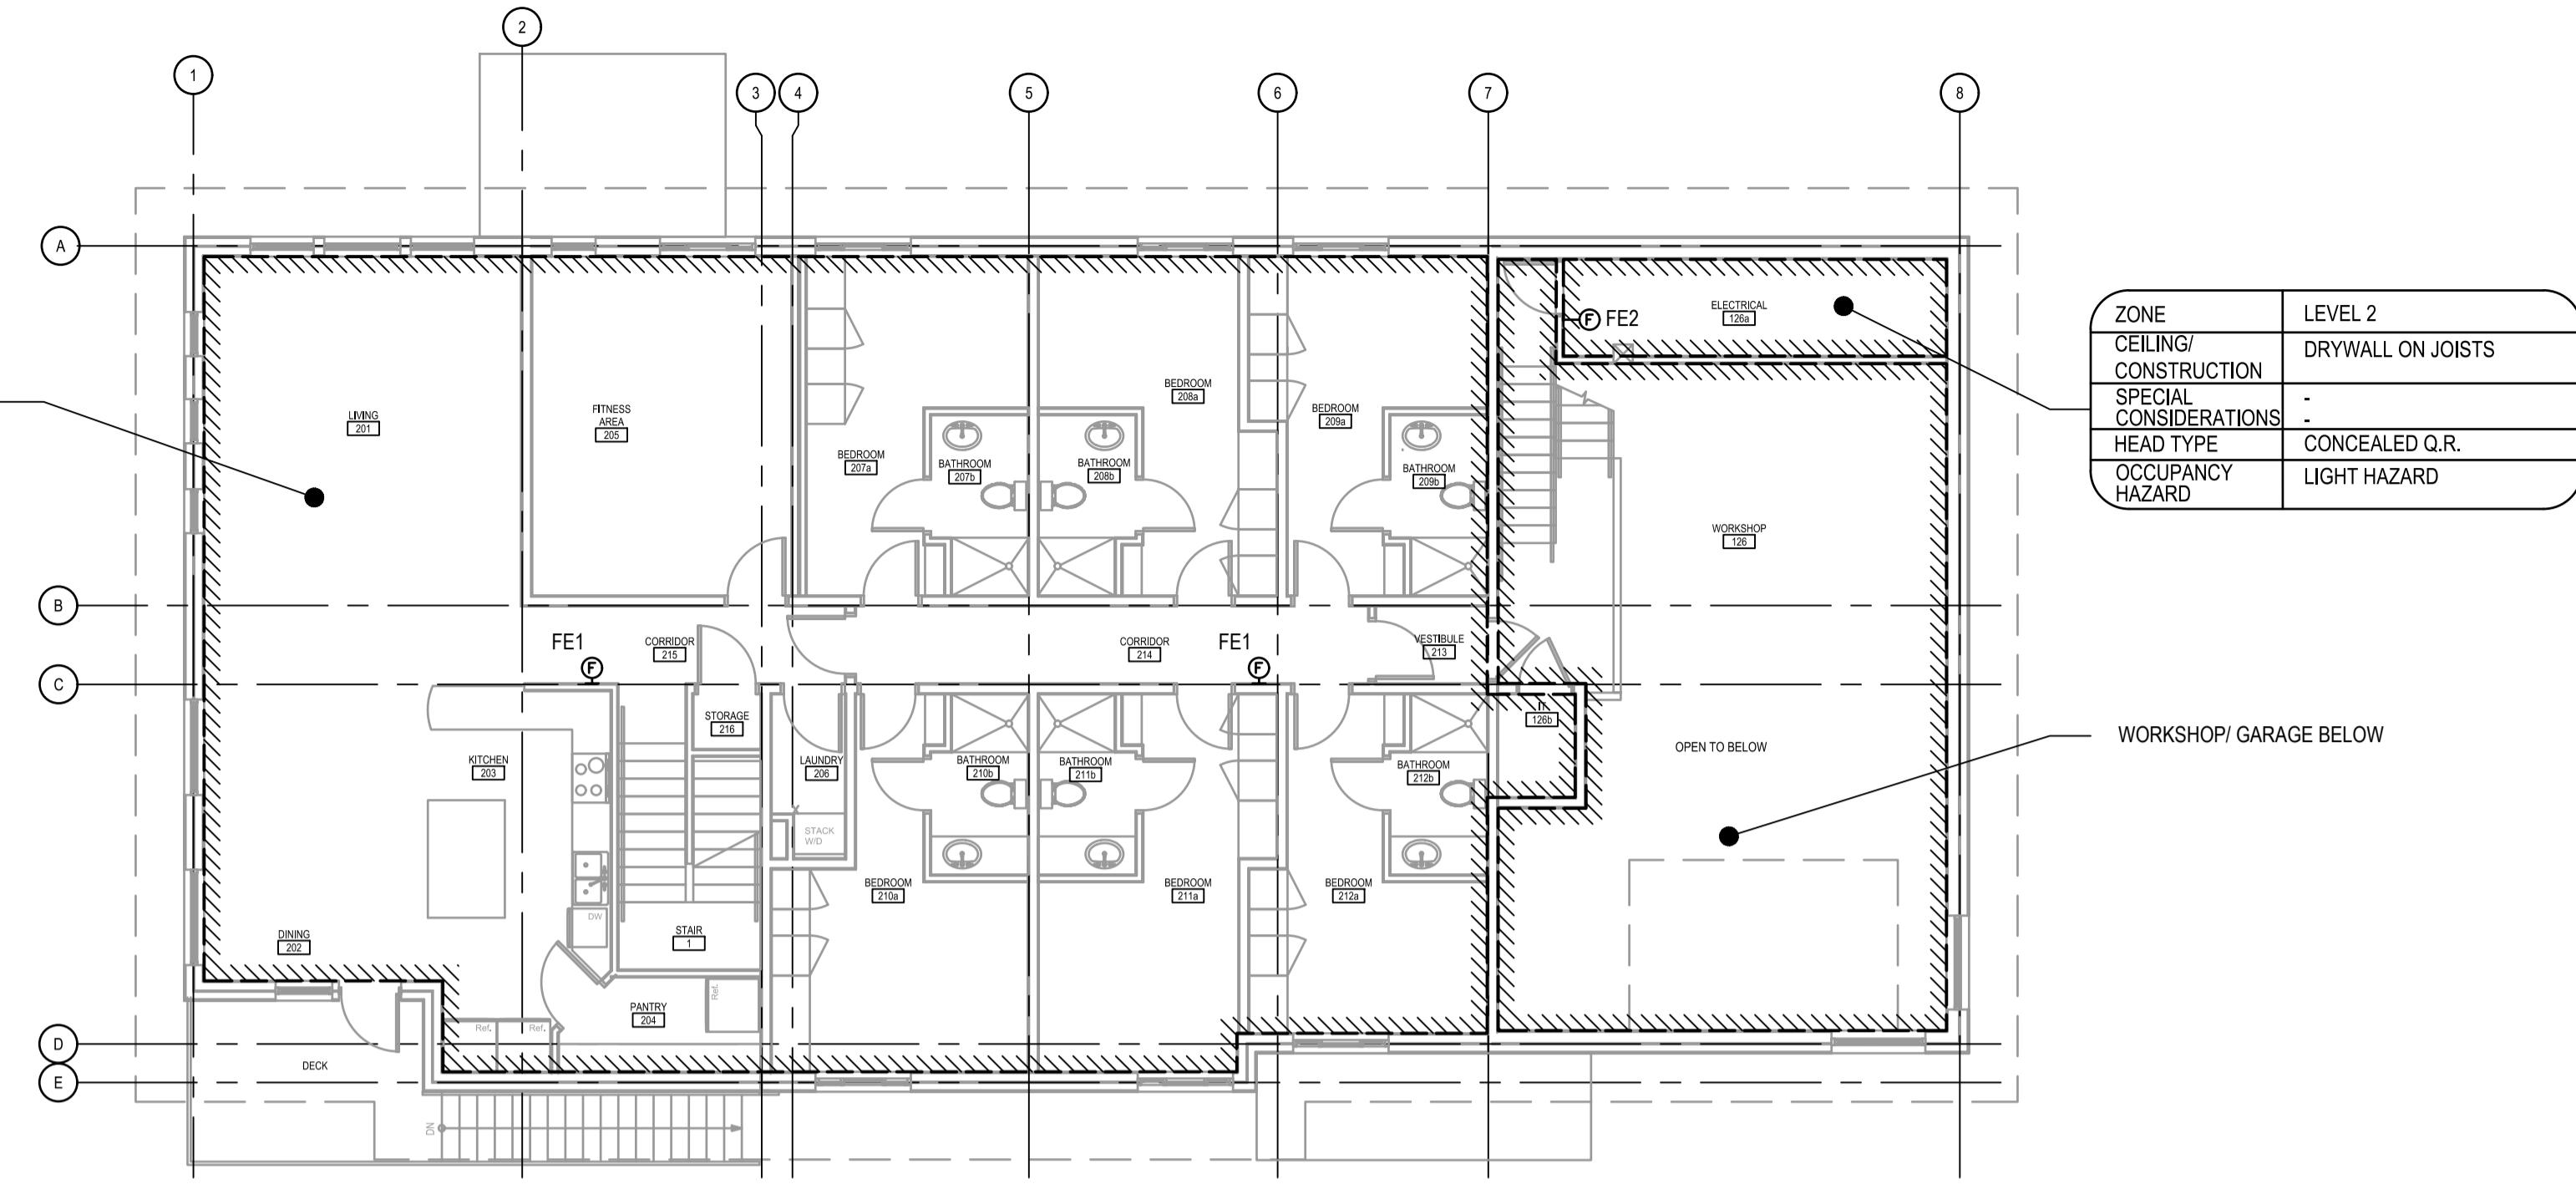 2
1
3
4
5
6
7
8
A
ELECTRICAL
126a
F
FE2
ZONE
LEVEL 2
CEILING/
CONSTRUCTION
DRYWALL ON JOISTS
SPECIAL
CONSIDERATIONS
-
-
HEAD TYPE
CONCEALED Q.R.
OCCUPANCY
HAZARD
LIGHT HAZARD
LIVING
201
FITNESS
AREA
205
BEDROOM
207a
BATHROOM
207b
BATHROOM
208b
BEDROOM
208a
BEDROOM
209a
BATHROOM
209b
WORKSHOP
126
B
FE1
F
CORRIDOR
215
CORRIDOR
214
FE1
F
VESTIBULE
213
C
STORAGE
216
IT
126b
OPEN TO BELOW
WORKSHOP/ GARAGE BELOW
KITCHEN
203
LAUNDRY
206
STACK
W/D
BATHROOM
210b
BATHROOM
211b
BATHROOM
212b
BEDROOM
210a
BEDROOM
211a
BEDROOM
212a
DW
DINING
202
STAIR
1
PANTRY
204
Ref.
Ref.
Ref.
D
DECK
E
DN